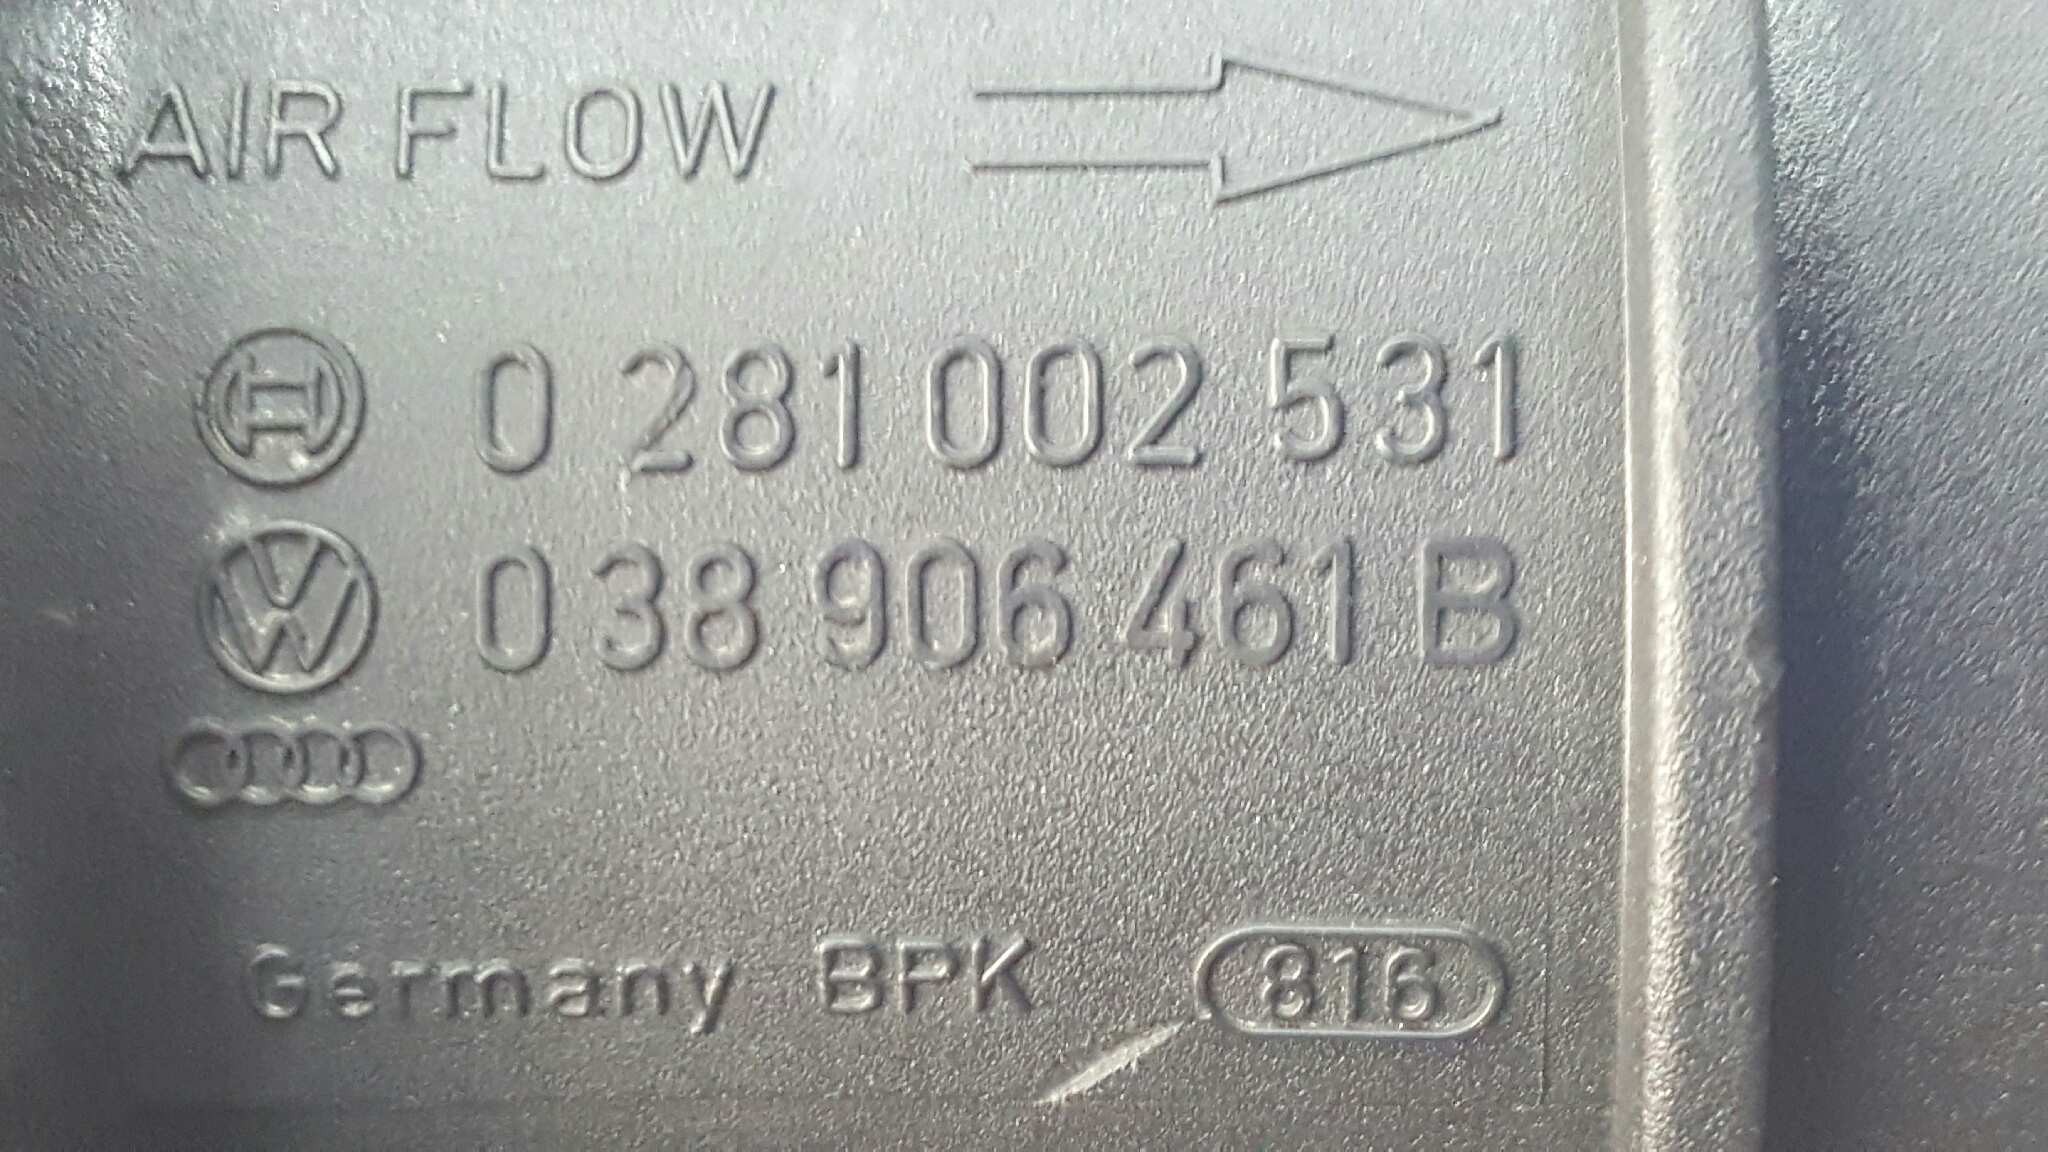 AIR FLOW
0 281 002 531
038 906 461 B
Germany BPK 816